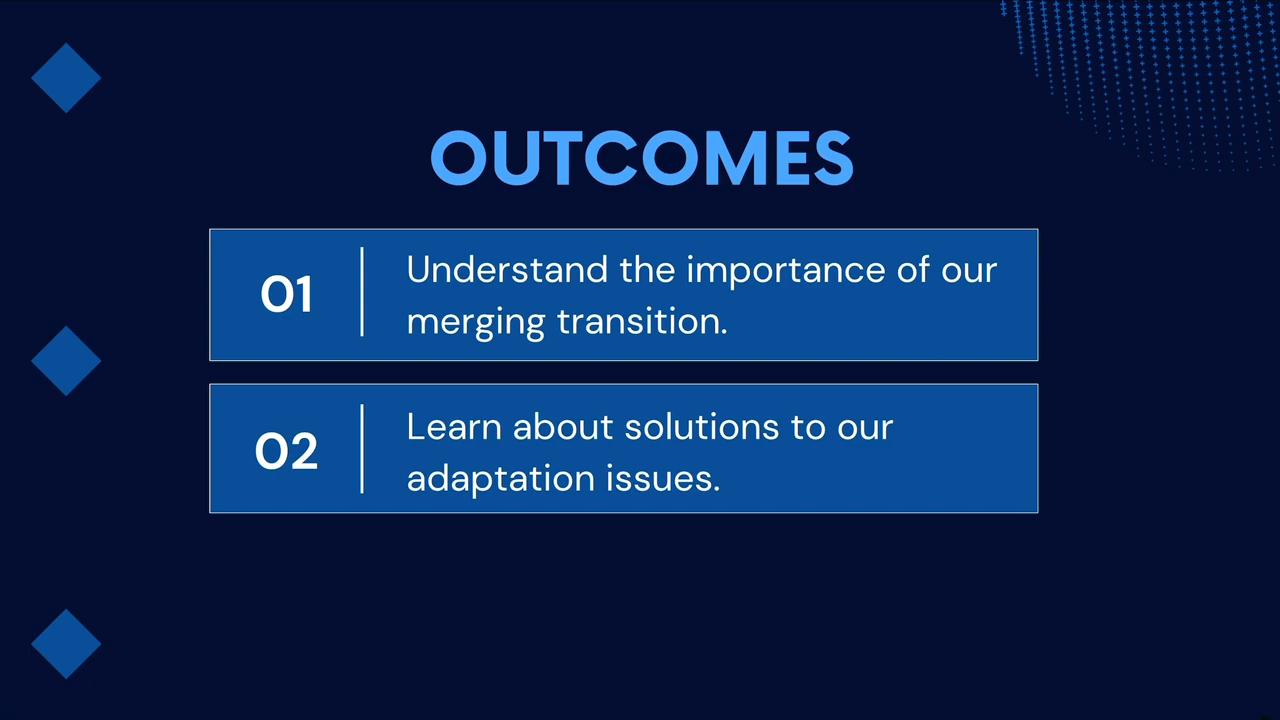 OUTCOMES
01
Understand the importance of our
merging transition.
02
Learn about solutions to our
adaptation issues.